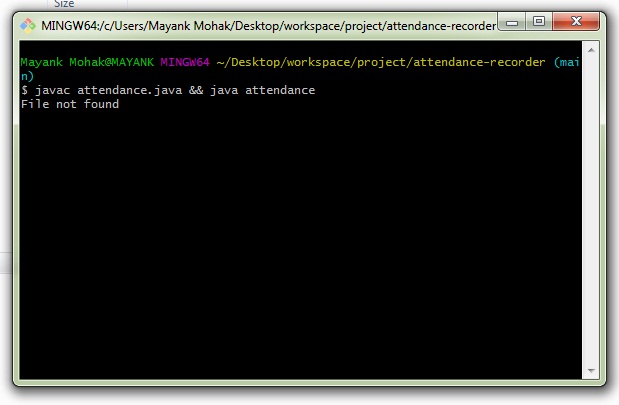 Size
MINGW64:/c/Users/Mayank Mohak/Desktop/workspace/project/attendance-recorder
Mayank Mohak@MAYANK MINGW64 ~/Desktop/workspace/project/attendance-recorder (mai
n)
$ javac attendance.java && java attendance
File not found